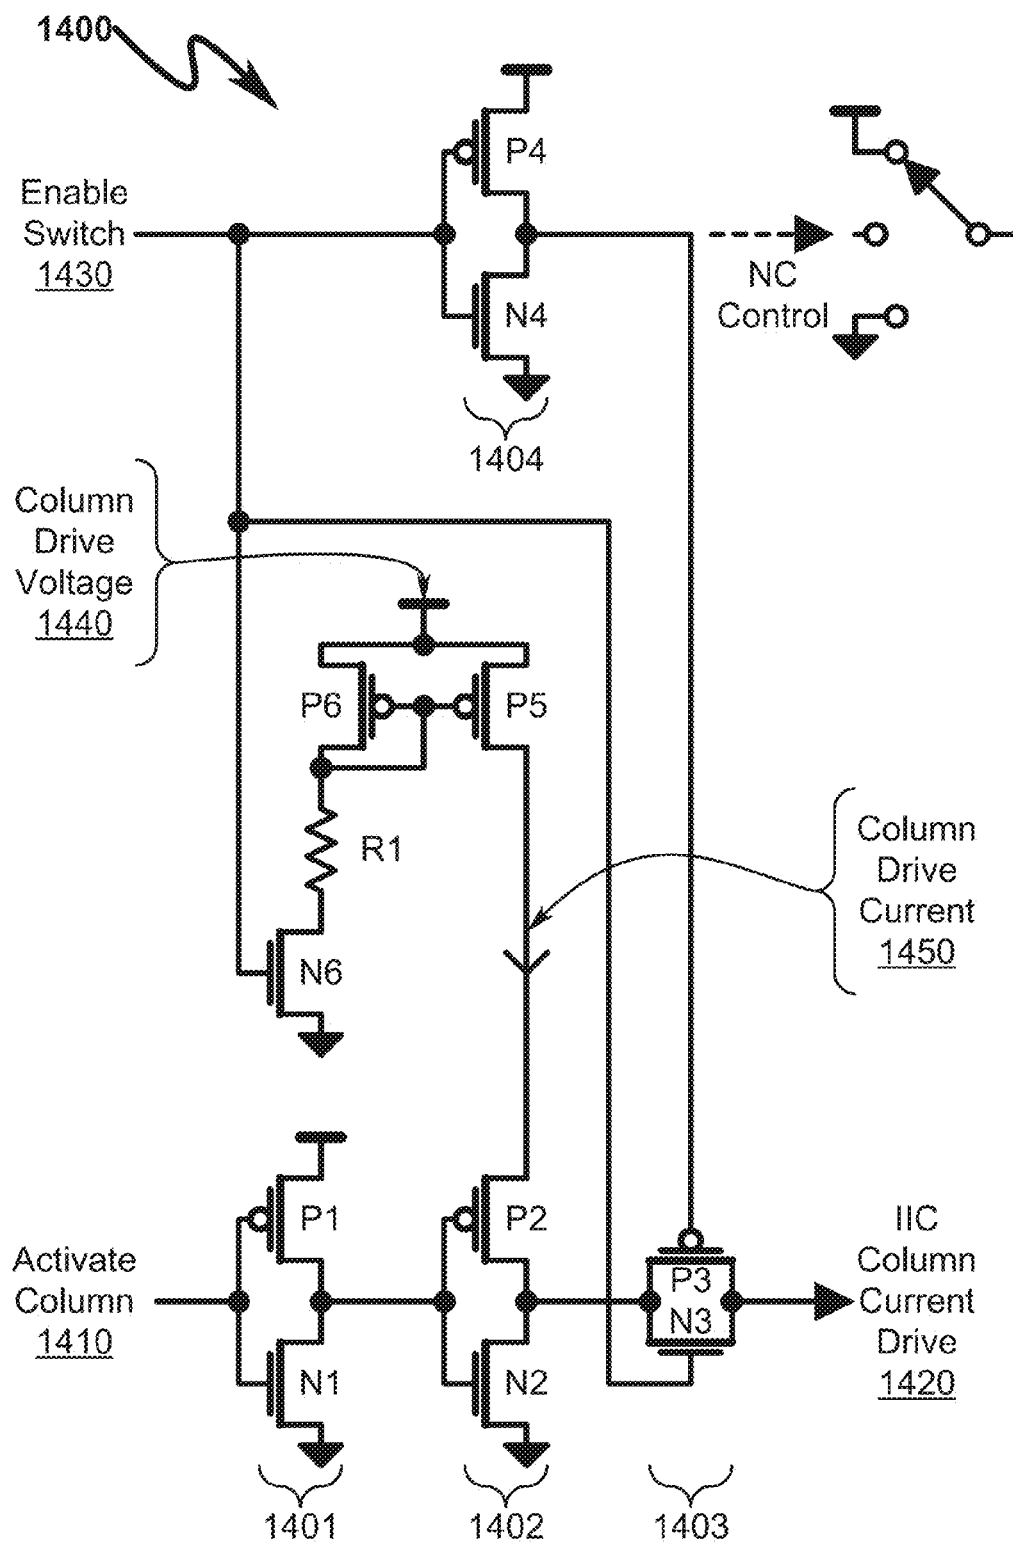 1400
P4
Enable
Switch
1430
NC
Control
N4
1404
Column
Drive
Voltage
1440
P6
P5
R1
Column
Drive
Current
1450
N6
P1
P2
IIC
Column
Current
Drive
1420
P3
N3
Activate
Column
1410
N1
N2
1401
1402
1403